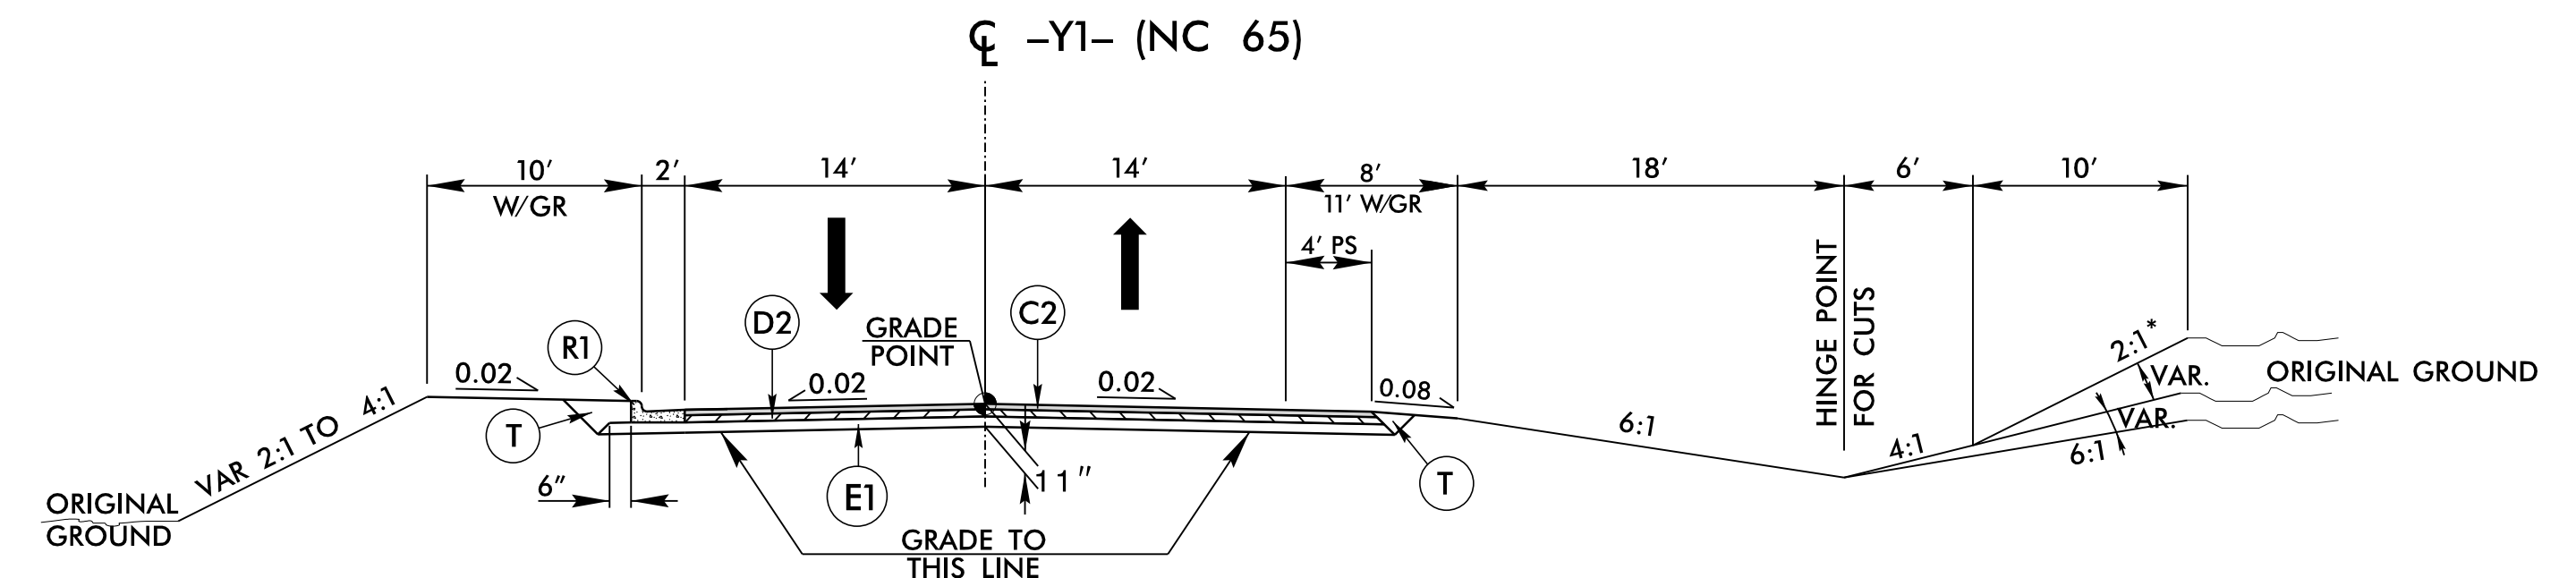 ℄ –Y1– (NC 65)
10' 2' 14' 14' 8' 18' 6' 10'
W/GR 11' W/GR
4' PS
HINGE POINT
FOR CUTS
R1 D2 GRADE
POINT C2
0.02 0.02 0.02 0.08
T
VAR 2:1 TO 4:1
ORIGINAL
GROUND
6"
E1
11"
T
GRADE TO
THIS LINE
6:1
4:1
6:1
2:1*
VAR.
VAR.
ORIGINAL GROUND